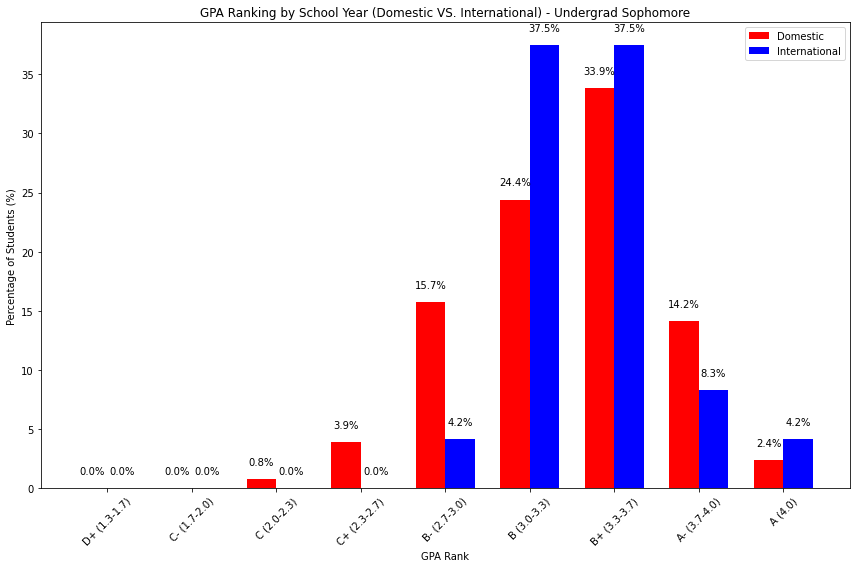 GPA Ranking by School Year (Domestic VS. International) - Undergrad Sophomore
Domestic
International
Percentage of Students (%)
35
30
25
20
15
10
5
0
0.0% 0.0%
0.0% 0.0%
0.8% 0.0%
3.9% 0.0%
15.7% 4.2%
24.4% 37.5%
33.9% 37.5%
14.2% 8.3%
2.4% 4.2%
D+ (1.3-1.7)
C- (1.7-2.0)
C (2.0-2.3)
C+ (2.3-2.7)
B- (2.7-3.0)
B (3.0-3.3)
B+ (3.3-3.7)
A- (3.7-4.0)
A (4.0)
GPA Rank